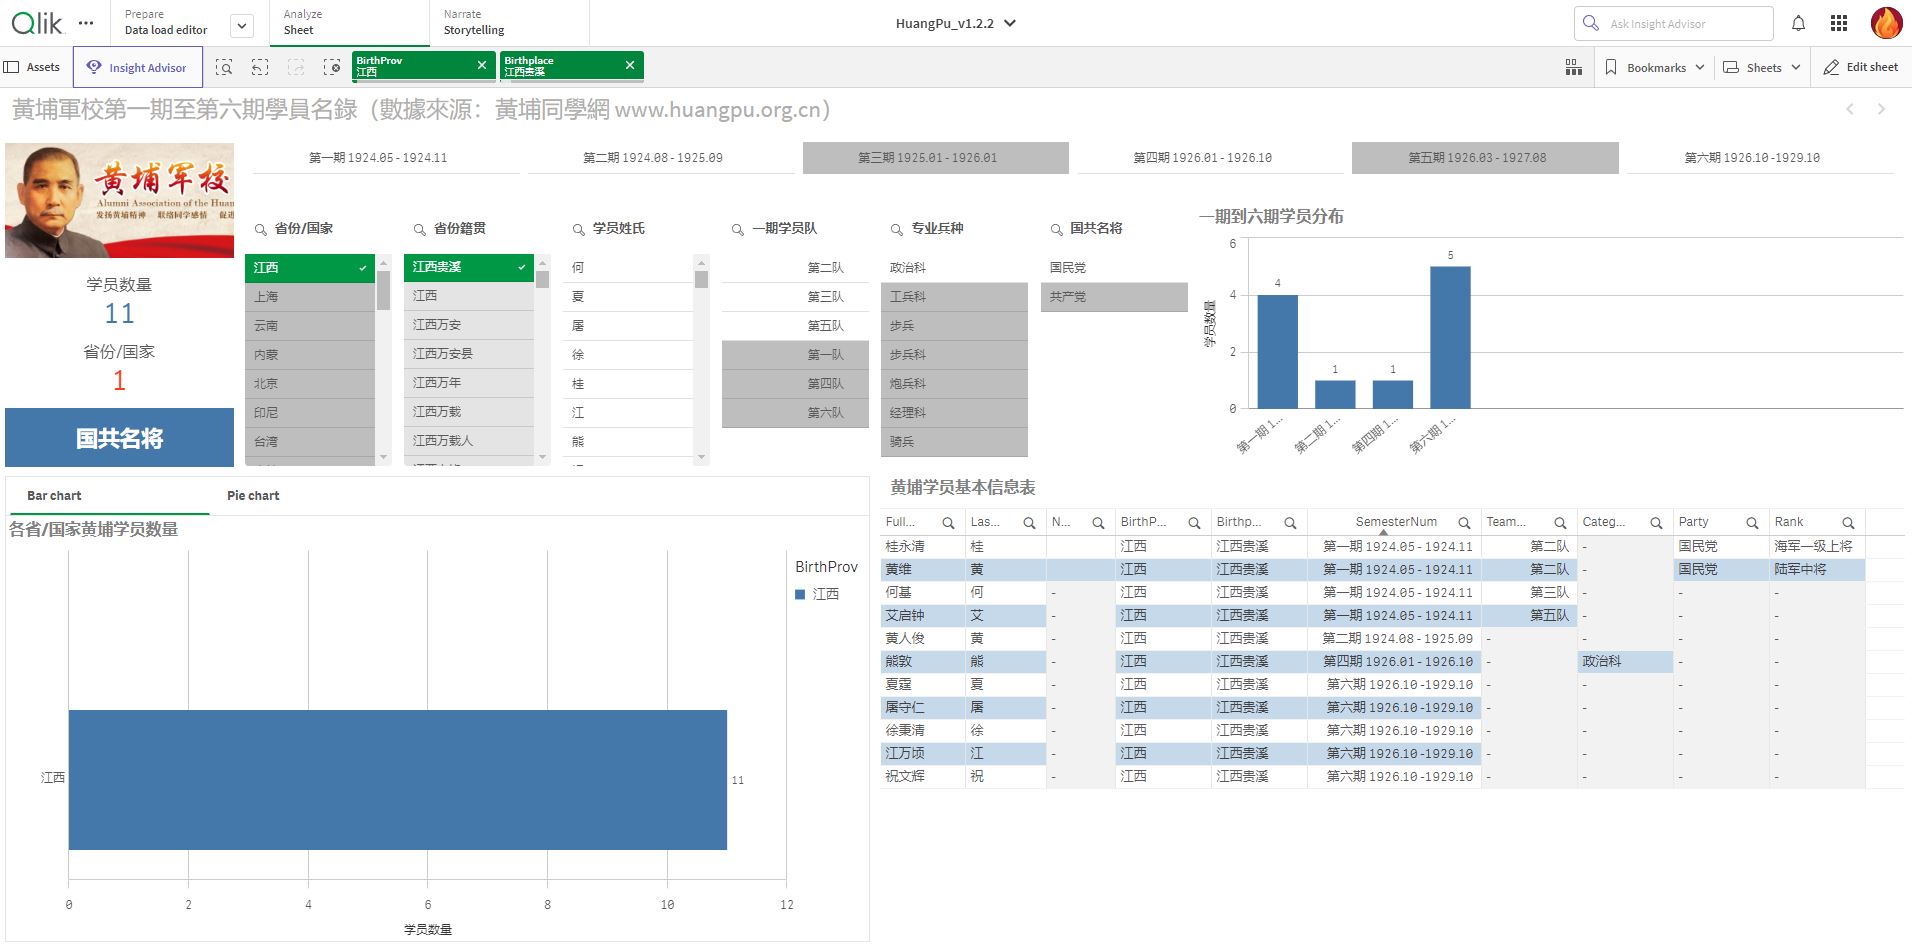 Qlik
Prepare
Data load editor
Analyze
Sheet
Narrate
Storytelling
HuangPu_v1.2.2
Ask Insight Advisor
Assets
Insight Advisor
BirthProv
江西
Birthplace
江西贵溪
Bookmarks
Sheets
Edit sheet
黃埔軍校第一期至第六期學員名錄（數據來源：黃埔同學網 www.huangpu.org.cn）
黄埔军校
Alumni Association of the Huan
发扬黄埔精神 联络同学感情 促进
第一期 1924.05 - 1924.11
第二期 1924.08 - 1925.09
第三期 1925.01 - 1926.01
第四期 1926.01 - 1926.10
第五期 1926.03 - 1927.08
第六期 1926.10 -1929.10
学员数量
11
省份/国家
1
国共名将
省份/国家
江西
上海
云南
内蒙
北京
印尼
台湾
省份籍贯
江西贵溪
江西
江西万安
江西万安县
江西万年
江西万载
江西万载人
学员姓氏
何
夏
屠
徐
桂
江
熊
一期学员队
第二队
第三队
第五队
第一队
第四队
第六队
专业兵种
政治科
工兵科
步兵
步兵科
炮兵科
经理科
骑兵
国共名将
国民党
共产党
一期到六期学员分布
学员数量
6
4
2
0
4
1
1
5
第一期 1...
第二期 1...
第四期 1...
第六期 1...
Bar chart
Pie chart
各省/国家黄埔学员数量
BirthProv
江西
江西
11
0 2 4 6 8 10 12
学员数量
黄埔学员基本信息表
Full... Las... N... BirthP... Birthp... SemesterNum Team... Categ... Party Rank
桂永清 桂 江西 江西贵溪 第一期 1924.05 - 1924.11 第二队 - 国民党 海军一级上将
黄维 黄 江西 江西贵溪 第一期 1924.05 - 1924.11 第二队 - 国民党 陆军中将
何基 何 - 江西 江西贵溪 第一期 1924.05 - 1924.11 第三队 - - -
艾启钟 艾 - 江西 江西贵溪 第一期 1924.05 - 1924.11 第五队 - - -
黄人俊 黄 - 江西 江西贵溪 第二期 1924.08 - 1925.09 - - - -
熊敦 熊 - 江西 江西贵溪 第四期 1926.01 - 1926.10 - 政治科 - -
夏霆 夏 - 江西 江西贵溪 第六期 1926.10 -1929.10 - - - -
屠守仁 屠 - 江西 江西贵溪 第六期 1926.10 -1929.10 - - - -
徐秉清 徐 - 江西 江西贵溪 第六期 1926.10 -1929.10 - - - -
江万顷 江 - 江西 江西贵溪 第六期 1926.10 -1929.10 - - - -
祝文辉 祝 - 江西 江西贵溪 第六期 1926.10 -1929.10 - - - -